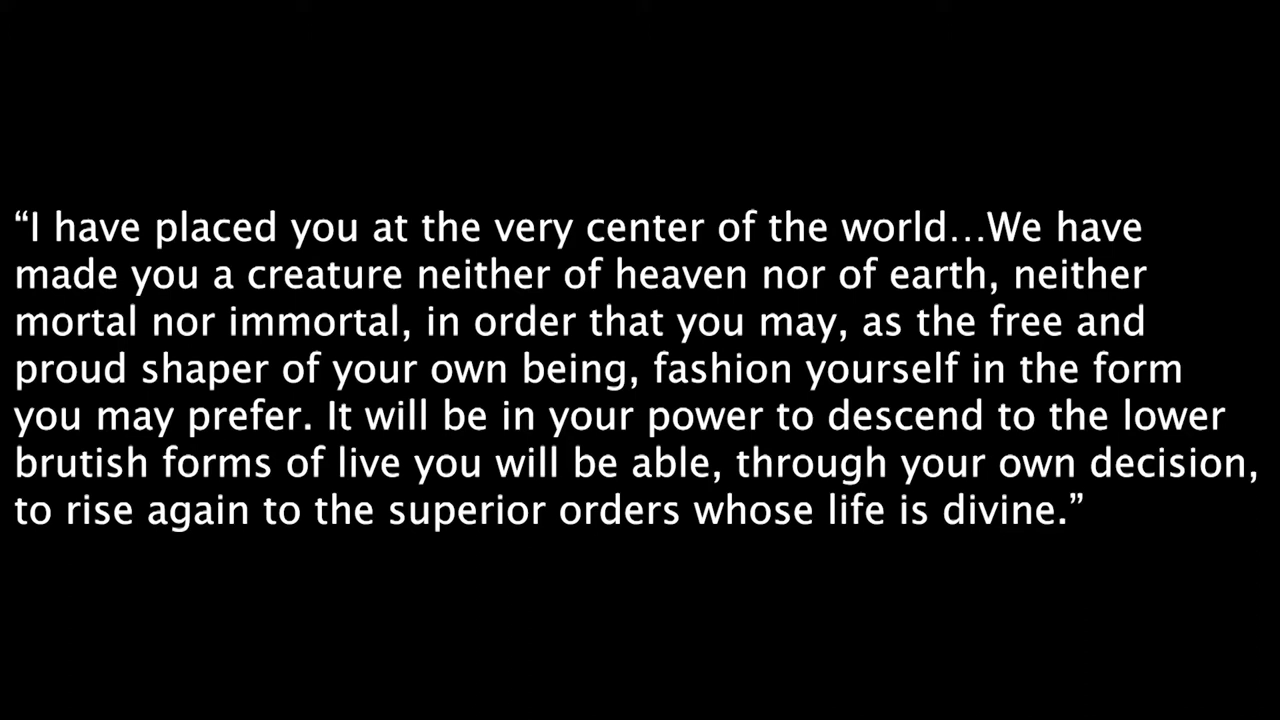 “I have placed you at the very center of the world…We have
made you a creature neither of heaven nor of earth, neither
mortal nor immortal, in order that you may, as the free and
proud shaper of your own being, fashion yourself in the form
you may prefer. It will be in your power to descend to the lower
brutish forms of live you will be able, through your own decision,
to rise again to the superior orders whose life is divine.”